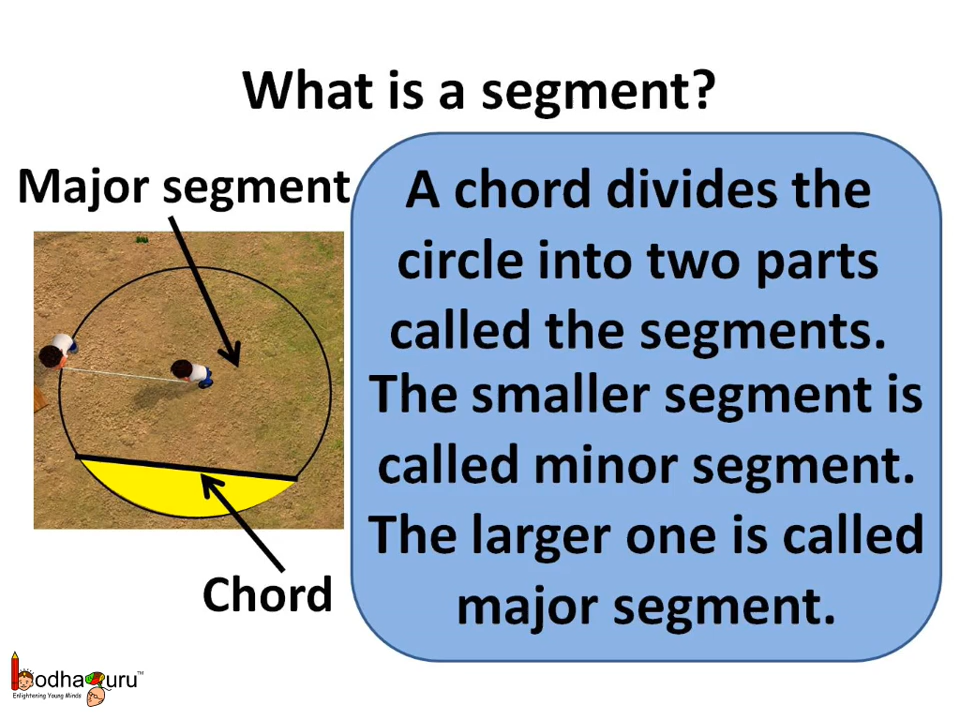 What is a segment?
Major segment
A chord divides the
circle into two parts
called the segments.
The smaller segment is
called minor segment.
The larger one is called
major segment.
Chord
BodhaGuru™
Enlightening Young Minds